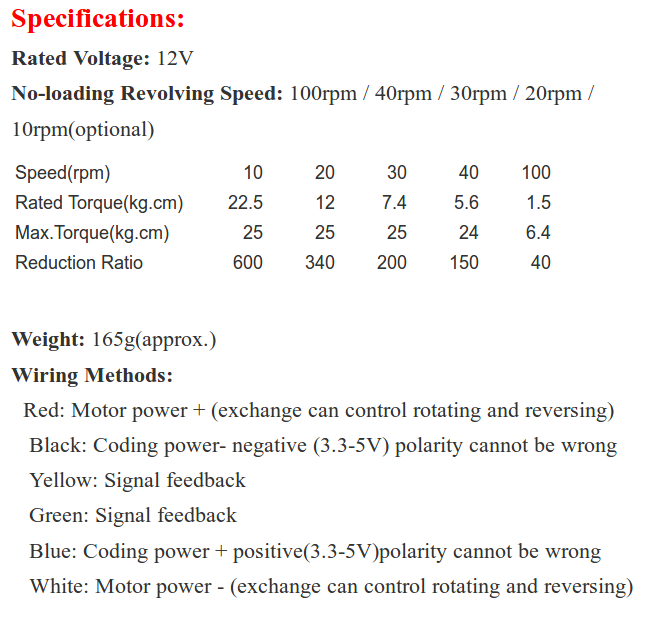 Specifications:
Rated Voltage: 12V
No-loading Revolving Speed: 100rpm / 40rpm / 30rpm / 20rpm /
10rpm(optional)
Speed(rpm) 10 20 30 40 100
Rated Torque(kg.cm) 22.5 12 7.4 5.6 1.5
Max.Torque(kg.cm) 25 25 25 24 6.4
Reduction Ratio 600 340 200 150 40
Weight: 165g(approx.)
Wiring Methods:
Red: Motor power + (exchange can control rotating and reversing)
Black: Coding power- negative (3.3-5V) polarity cannot be wrong
Yellow: Signal feedback
Green: Signal feedback
Blue: Coding power + positive(3.3-5V)polarity cannot be wrong
White: Motor power - (exchange can control rotating and reversing)